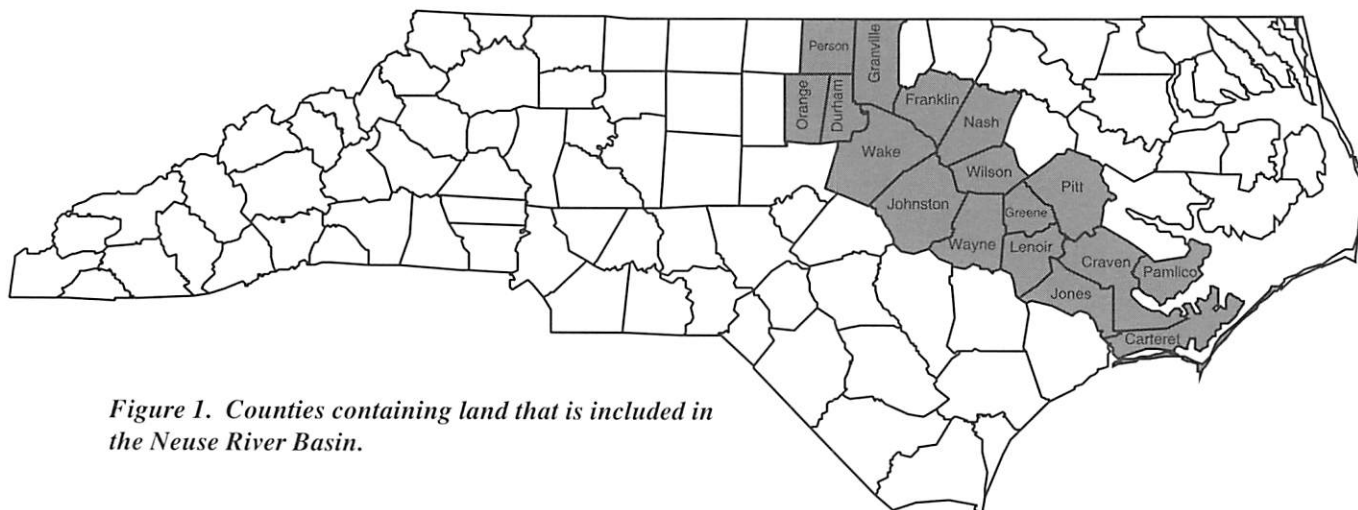 Person
Granville
Orange
Durham
Franklin
Nash
Wake
Wilson
Johnston
Pitt
Greene
Wayne
Lenoir
Craven
Pamlico
Jones
Carteret
Figure 1. Counties containing land that is included in
the Neuse River Basin.